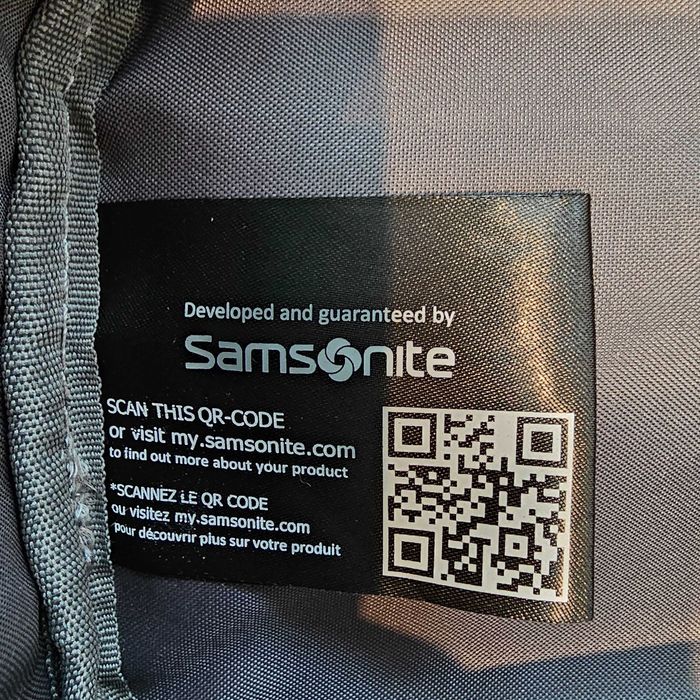 Developed and guaranteed by
Samsonite
SCAN THIS QR-CODE
or visit my.samsonite.com
to find out more about your product
*SCANNEZ LE QR CODE
ou visitez my.samsonite.com
pour découvrir plus sur votre produit